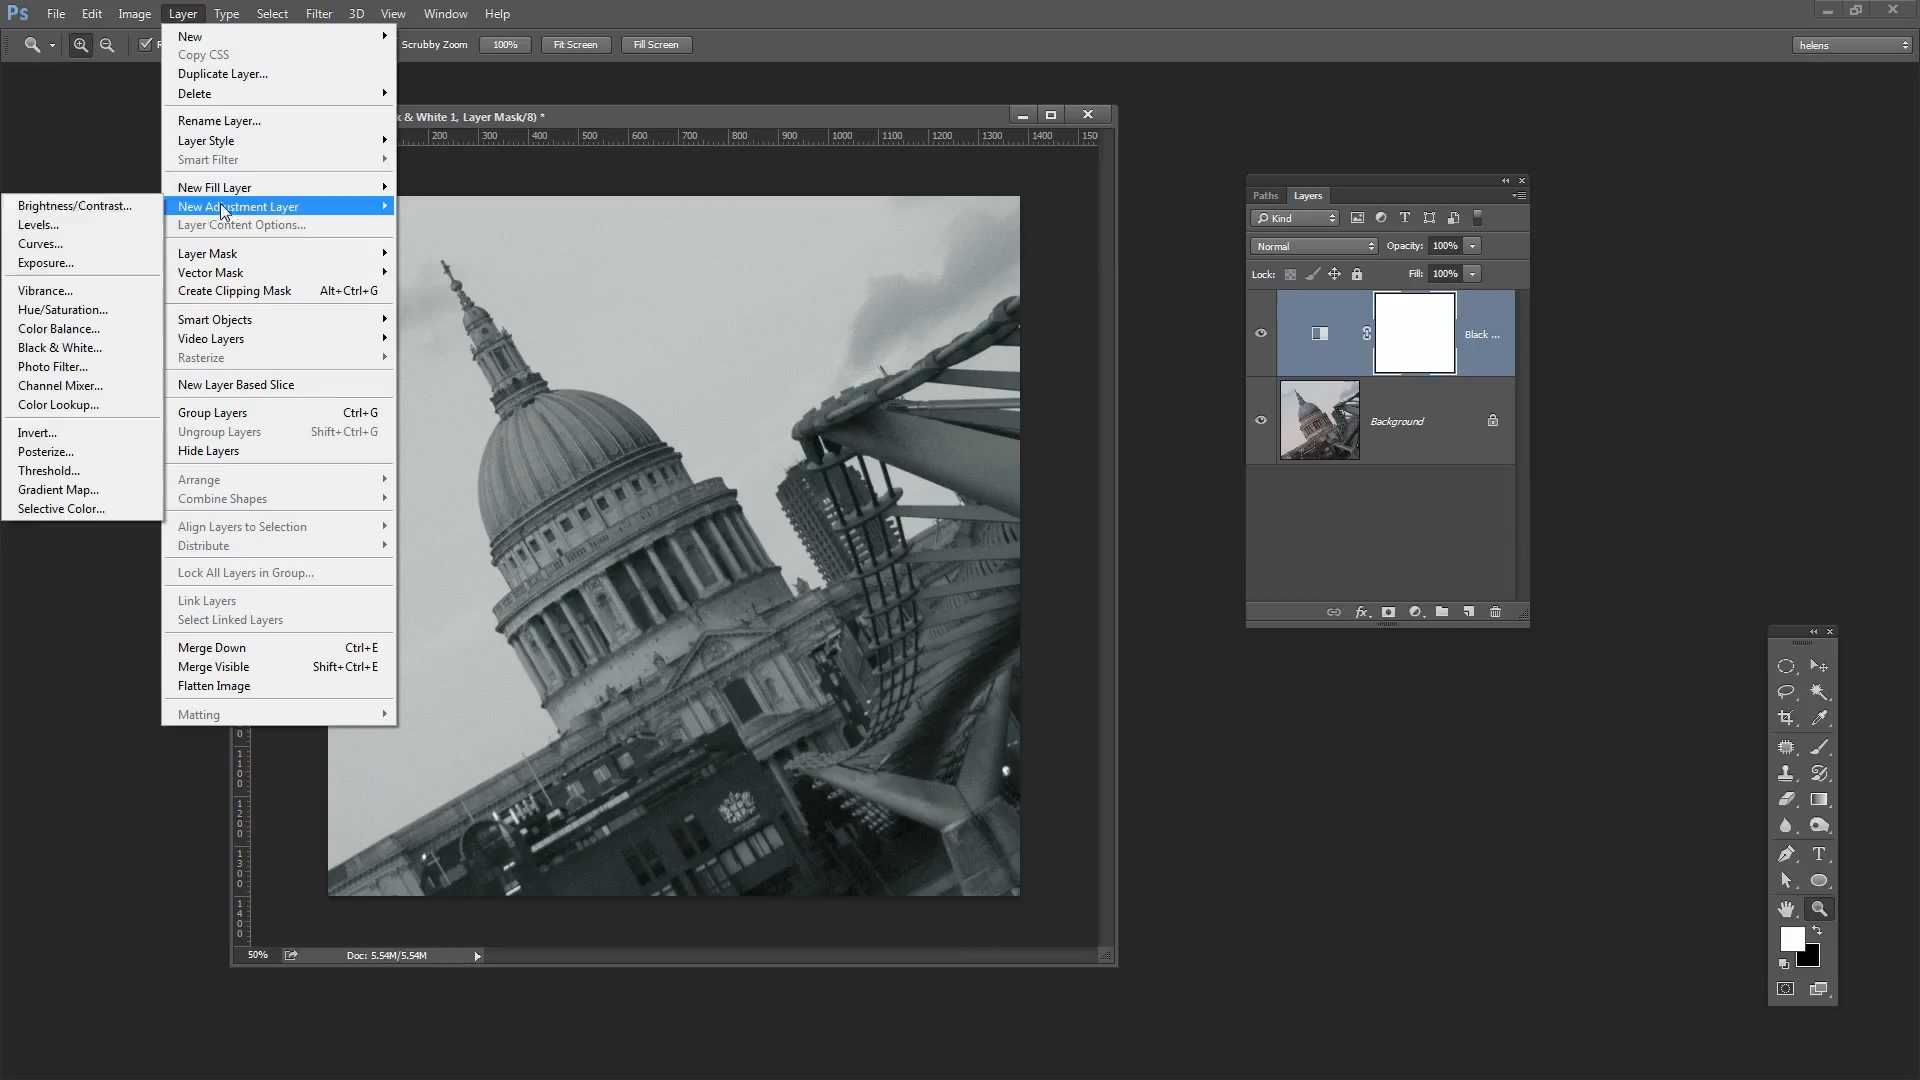 Ps File Edit Image Layer Type Select Filter 3D View Window Help
Scrubby Zoom 100% Fit Screen Fill Screen helens
New
Copy CSS
Duplicate Layer...
Delete
Rename Layer...
Layer Style
Smart Filter
New Fill Layer
New Adjustment Layer
Layer Content Options...
Layer Mask
Vector Mask
Create Clipping Mask Alt+Ctrl+G
Smart Objects
Video Layers
Rasterize
New Layer Based Slice
Group Layers Ctrl+G
Ungroup Layers Shift+Ctrl+G
Hide Layers
Arrange
Combine Shapes
Align Layers to Selection
Distribute
Lock All Layers in Group...
Link Layers
Select Linked Layers
Merge Down Ctrl+E
Merge Visible Shift+Ctrl+E
Flatten Image
Matting
Brightness/Contrast...
Levels...
Curves...
Exposure...
Vibrance...
Hue/Saturation...
Color Balance...
Black & White...
Photo Filter...
Channel Mixer...
Color Lookup...
Invert...
Posterize...
Threshold...
Gradient Map...
Selective Color...
& White 1, Layer Mask/8) *
200 300 400 500 600 700 800 900 1000 1100 1200 1300 1400 150
1100
1200
1300
1400
50% Doc: 5.54M/5.54M
Paths Layers
Kind
Normal Opacity: 100%
Lock: Fill: 100%
Black ...
Background
fx